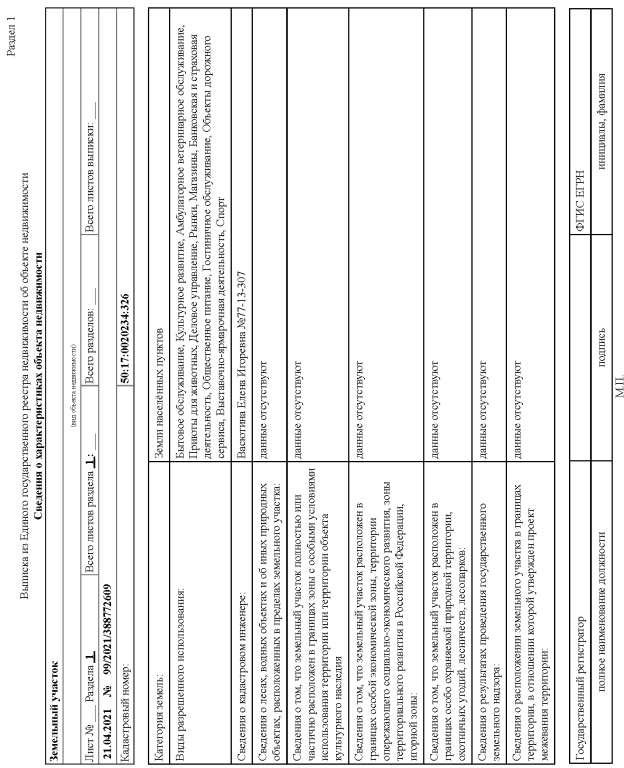 Раздел 1
Выписка из Единого государственного реестра недвижимости об объекте недвижимости
Сведения о характеристиках объекта недвижимости
Земельный участок
(вид объекта недвижимости)
Лист № ___ Раздела 1 Всего листов раздела 1: ___ Всего разделов: ___ Всего листов выписки: ___
21.04.2021 № 99/2021/388772609
Кадастровый номер: 50:17:0020234:326
Категория земель: Земли населённых пунктов
Виды разрешенного использования: Бытовое обслуживание, Культурное развитие, Амбулаторное ветеринарное обслуживание,
Приюты для животных, Деловое управление, Рынки, Магазины, Банковская и страховая
деятельность, Общественное питание, Гостиничное обслуживание, Объекты дорожного
сервиса, Выставочно-ярмарочная деятельность, Спорт
Сведения о кадастровом инженере: Васютина Елена Игоревна №77-13-307
Сведения о лесах, водных объектах и об иных природных данные отсутствуют
объектах, расположенных в пределах земельного участка:
Сведения о том, что земельный участок полностью или данные отсутствуют
частично расположен в границах зоны с особыми условиями
использования территории или территории объекта
культурного наследия
Сведения о том, что земельный участок расположен в данные отсутствуют
границах особой экономической зоны, территории
опережающего социально-экономического развития, зоны
территориального развития в Российской Федерации,
игорной зоны:
Сведения о том, что земельный участок расположен в данные отсутствуют
границах особо охраняемой природной территории,
охотничьих угодий, лесничеств, лесопарков:
Сведения о результатах проведения государственного данные отсутствуют
земельного надзора:
Сведения о расположении земельного участка в границах данные отсутствуют
территории, в отношении которой утвержден проект
межевания территории:
Государственный регистратор ФГИС ЕГРН
полное наименование должности подпись инициалы, фамилия
М.П.